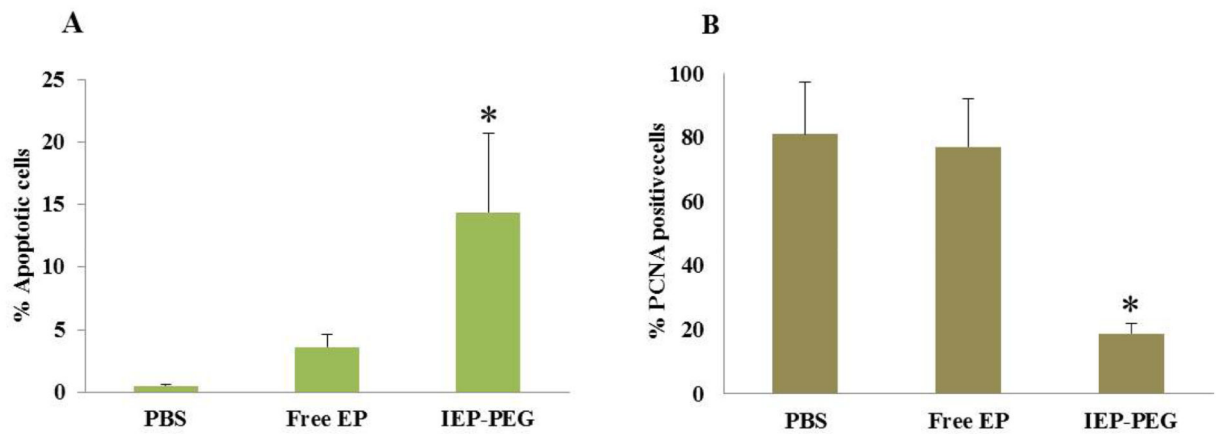 A
% Apoptotic cells
25
20
15
10
5
0
*
PBS
Free EP
IEP-PEG
B
% PCNA positivecells
100
80
60
40
20
0
*
PBS
Free EP
IEP-PEG